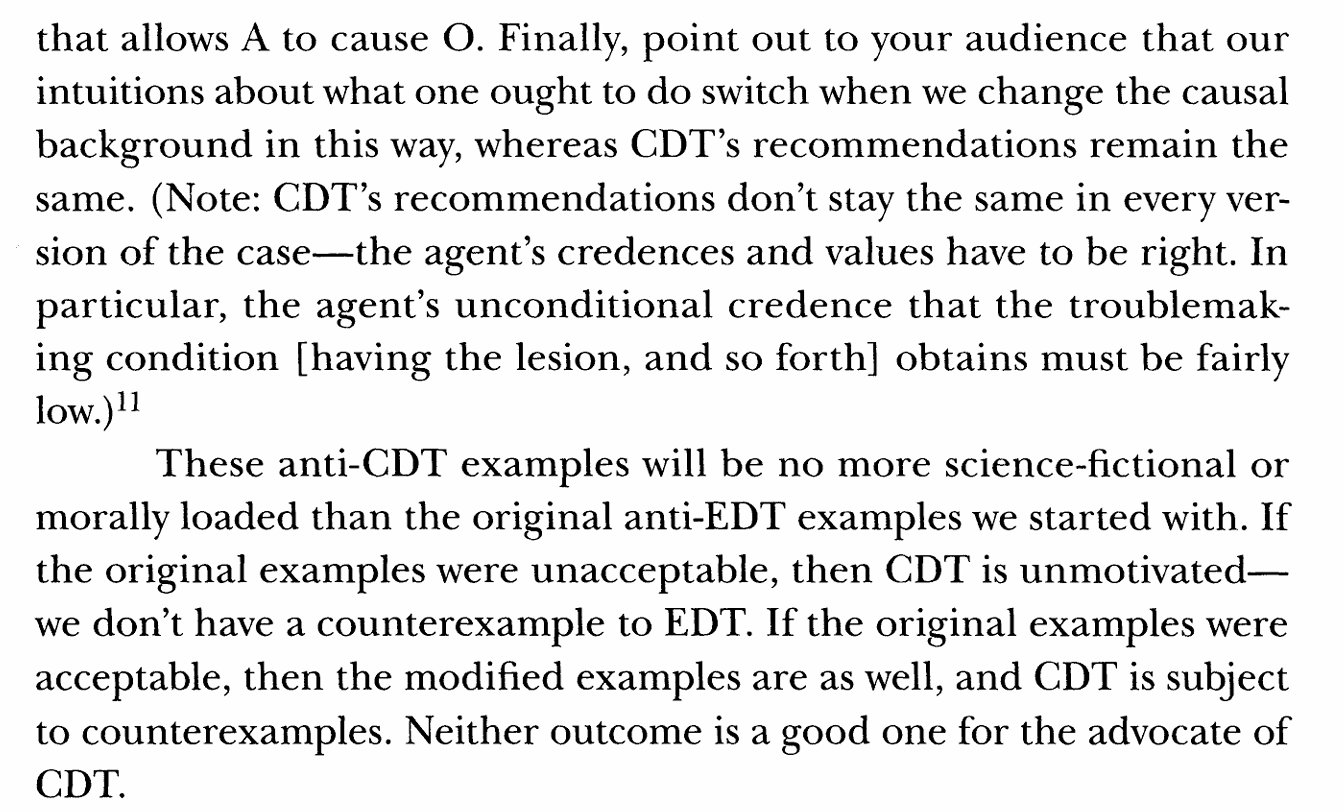 that allows A to cause O. Finally, point out to your audience that our
intuitions about what one ought to do switch when we change the causal
background in this way, whereas CDT's recommendations remain the
same. (Note: CDT's recommendations don't stay the same in every ver-
sion of the case—the agent's credences and values have to be right. In
particular, the agent's unconditional credence that the troublemak-
ing condition [having the lesion, and so forth] obtains must be fairly
low.)11
These anti-CDT examples will be no more science-fictional or
morally loaded than the original anti-EDT examples we started with. If
the original examples were unacceptable, then CDT is unmotivated—
we don't have a counterexample to EDT. If the original examples were
acceptable, then the modified examples are as well, and CDT is subject
to counterexamples. Neither outcome is a good one for the advocate of
CDT.